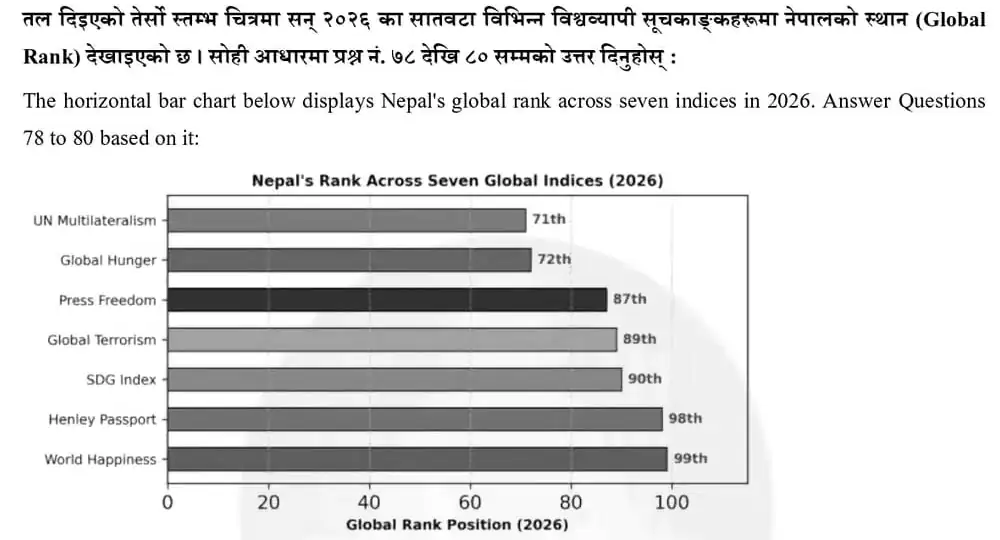 तल दिइएको तेर्सो स्तम्भ चित्रमा सन् २०२६ का सातवटा विभिन्न विश्वव्यापी सूचकाङ्कहरूमा नेपालको स्थान (Global
Rank) देखाइएको छ । सोही आधारमा प्रश्न नं. ७८ देखि ८० सम्मको उत्तर दिनुहोस् :
The horizontal bar chart below displays Nepal's global rank across seven indices in 2026. Answer Questions
78 to 80 based on it:
Nepal's Rank Across Seven Global Indices (2026)
UN Multilateralism 71th
Global Hunger 72th
Press Freedom 87th
Global Terrorism 89th
SDG Index 90th
Henley Passport 98th
World Happiness 99th
0 20 40 60 80 100
Global Rank Position (2026)